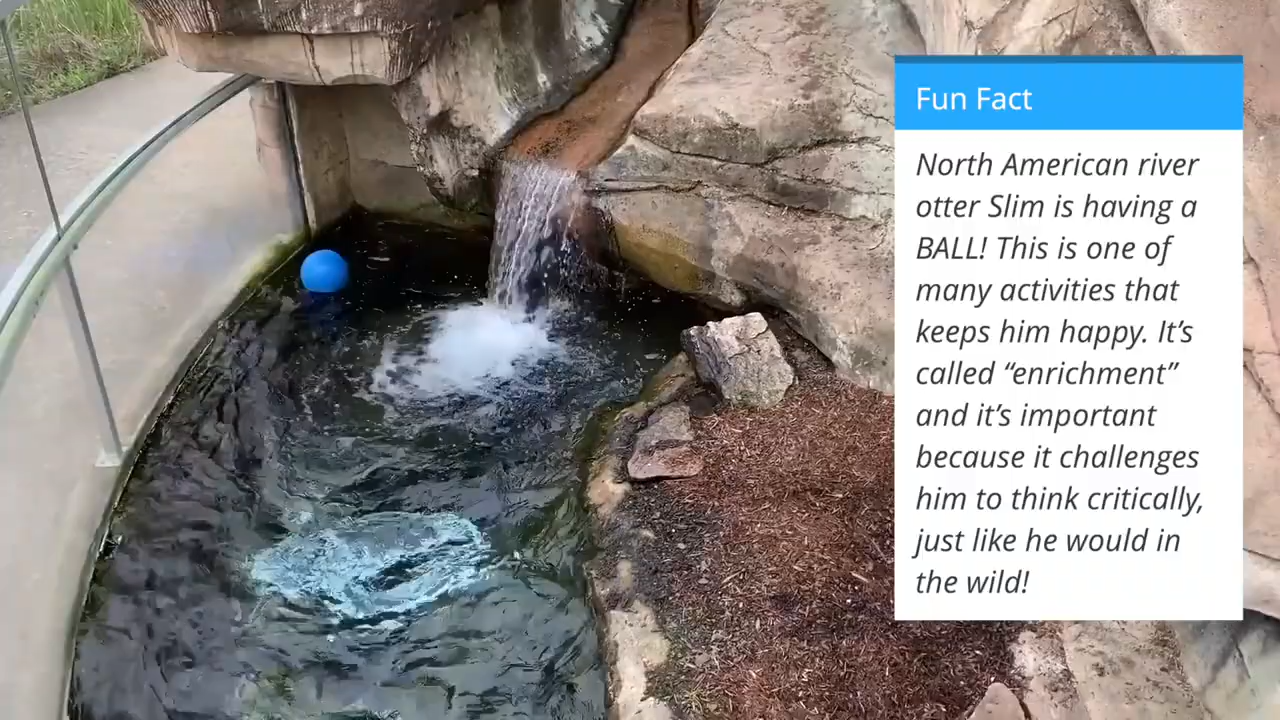 Fun Fact
North American river
otter Slim is having a
BALL! This is one of
many activities that
keeps him happy. It’s
called “enrichment”
and it’s important
because it challenges
him to think critically,
just like he would in
the wild!